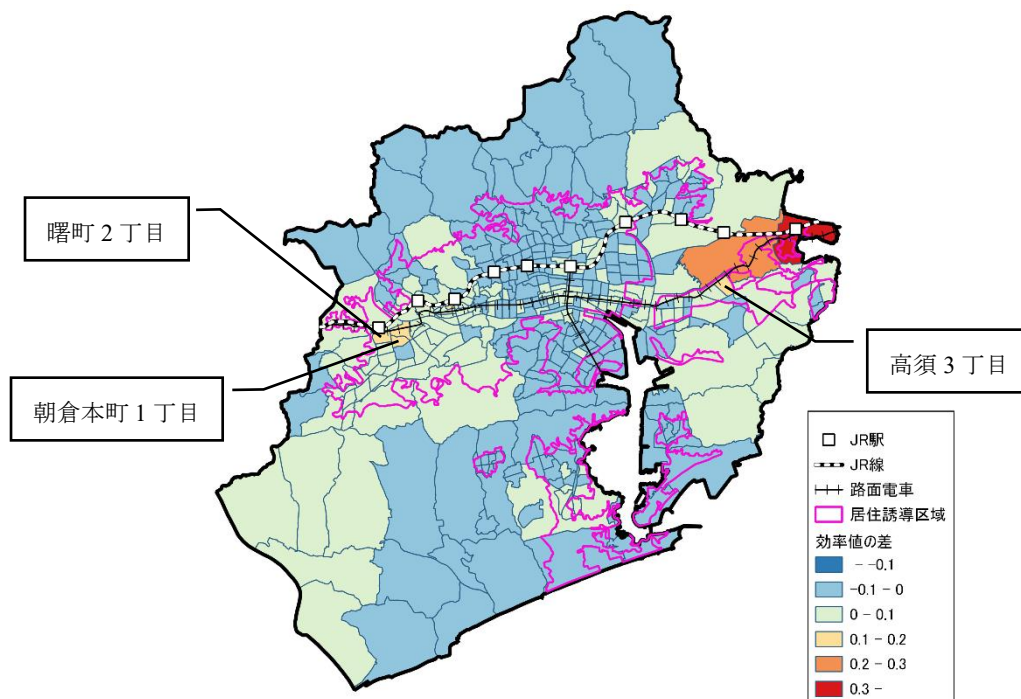 曙町 2 丁目
朝倉本町 1 丁目
高須 3 丁目
JR駅
JR線
路面電車
居住誘導区域
効率値の差
- -0.1
-0.1 - 0
0 - 0.1
0.1 - 0.2
0.2 - 0.3
0.3 -